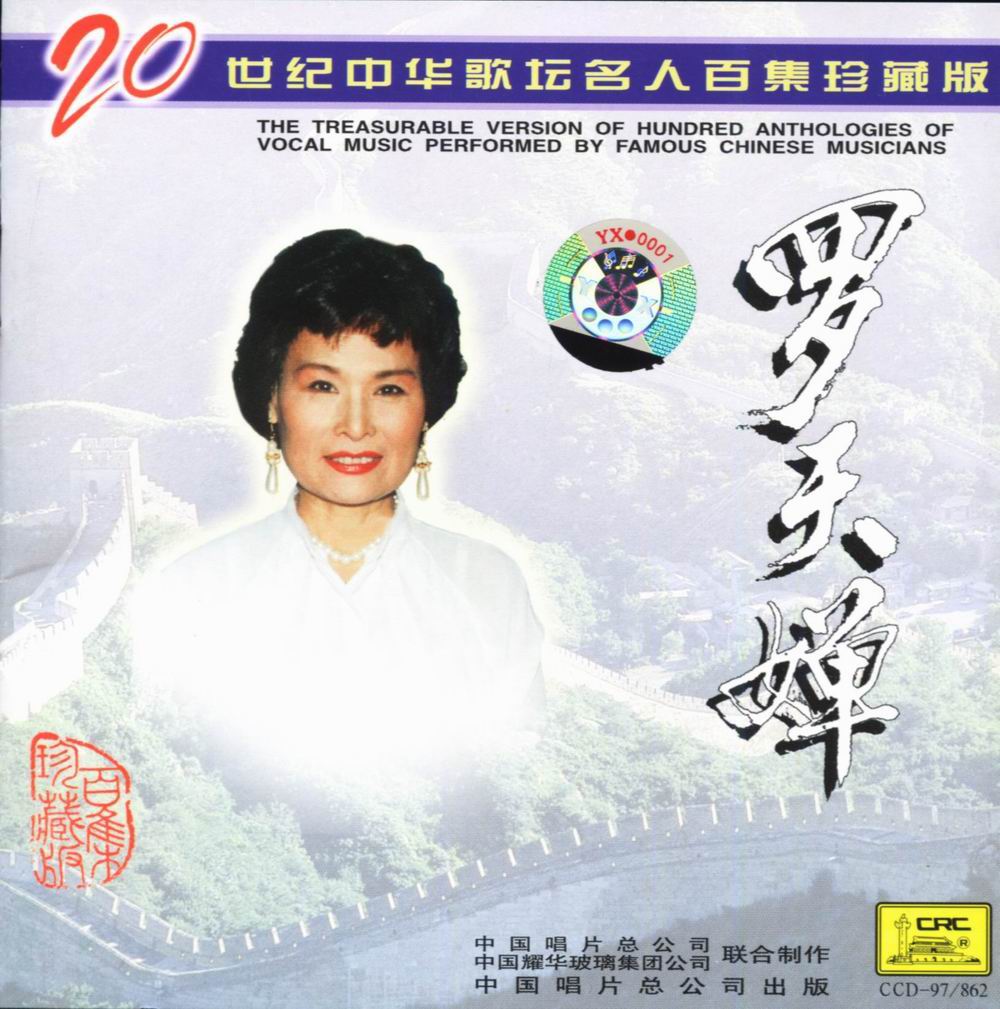 20世纪中华歌坛名人百集珍藏版
THE TREASURABLE VERSION OF HUNDRED ANTHOLOGIES OF
VOCAL MUSIC PERFORMED BY FAMOUS CHINESE MUSICIANS
YX●0001
Y X
罗天婵
百集
珍藏版
中国唱片总公司
中国耀华玻璃集团公司 联合制作
中国唱片总公司出版
CRC
®
CCD-97/862